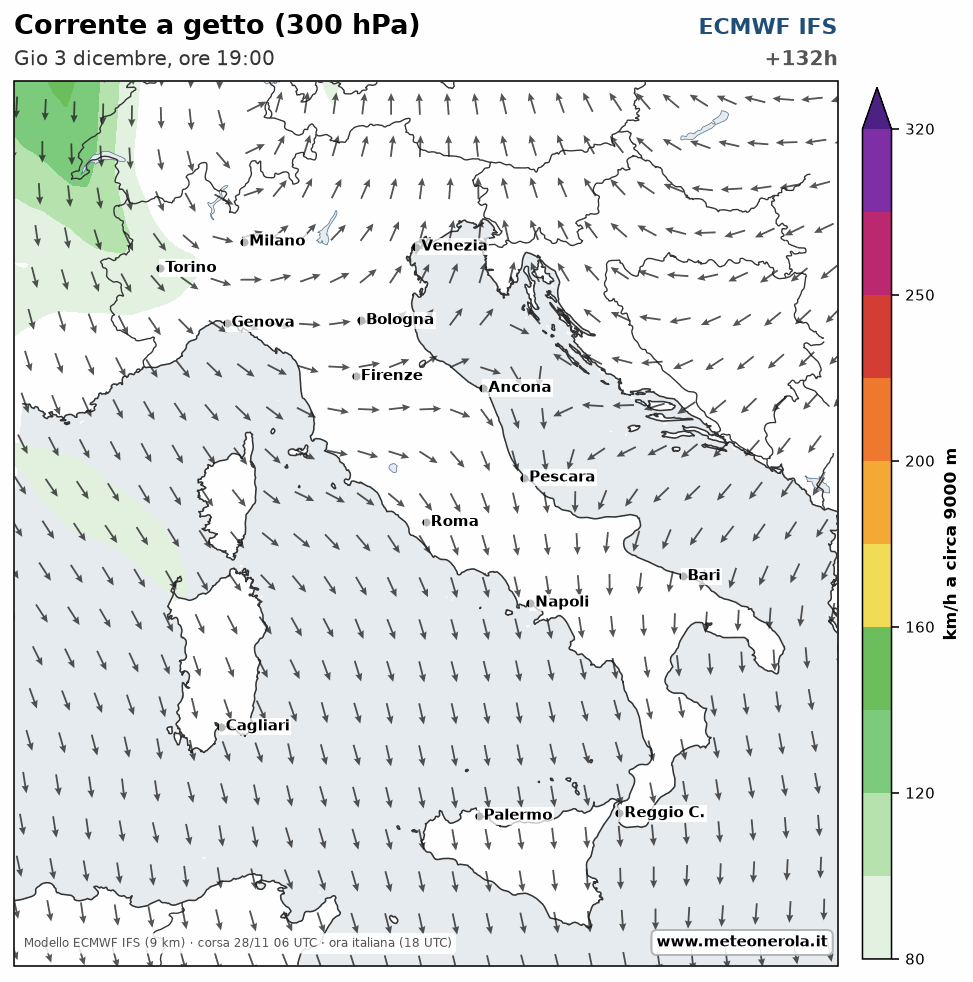 Corrente a getto (300 hPa)
ECMWF IFS
Gio 3 dicembre, ore 19:00
+132h
Milano
Venezia
Torino
Genova
Bologna
Firenze
Ancona
Pescara
Roma
Bari
Napoli
Cagliari
Palermo
Reggio C.
Modello ECMWF IFS (9 km) · corsa 28/11 06 UTC · ora italiana (18 UTC)
www.meteonerola.it
320
250
200
160
120
80
km/h a circa 9000 m